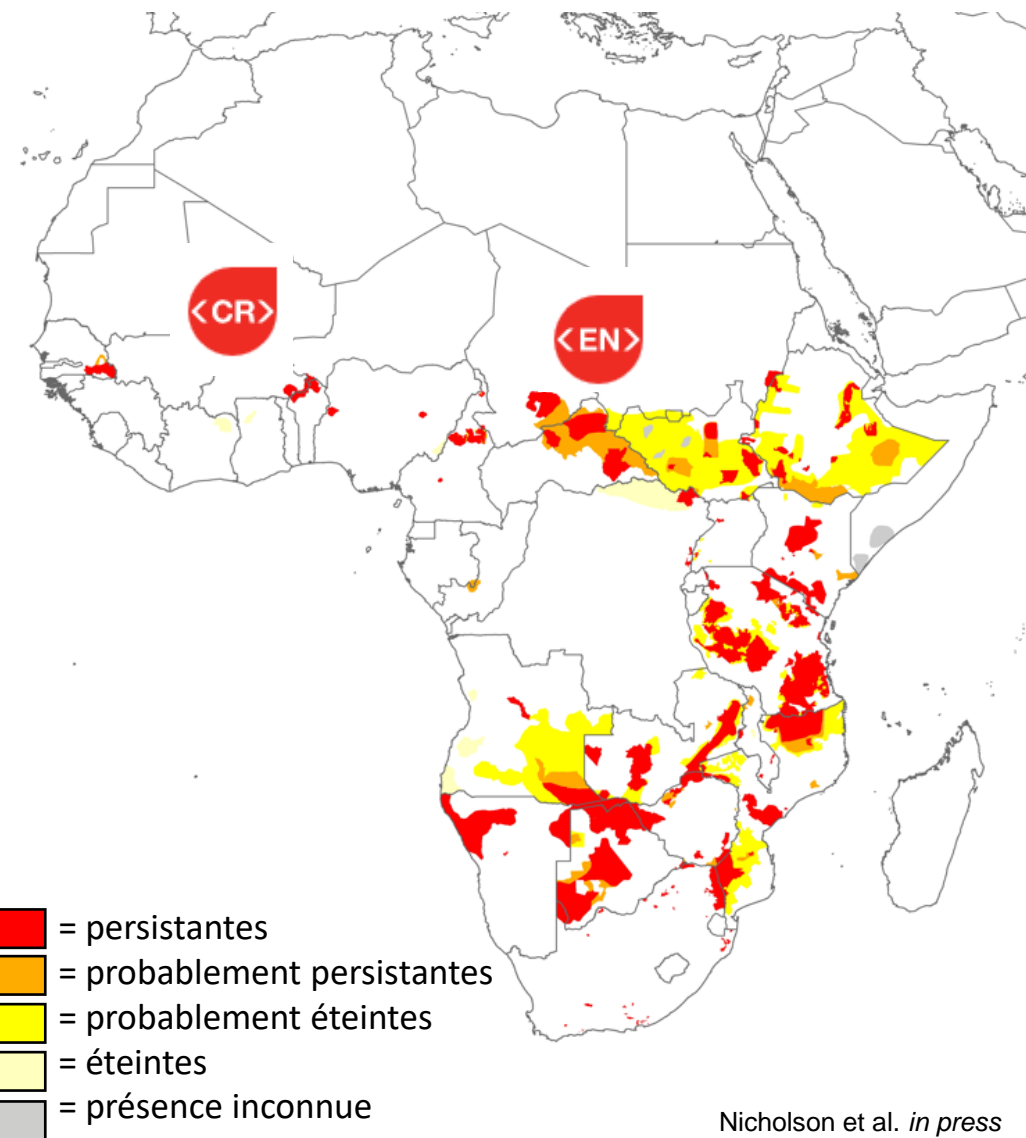 <CR>
<EN>
= persistantes
= probablement persistantes
= probablement éteintes
= éteintes
= présence inconnue
Nicholson et al. in press